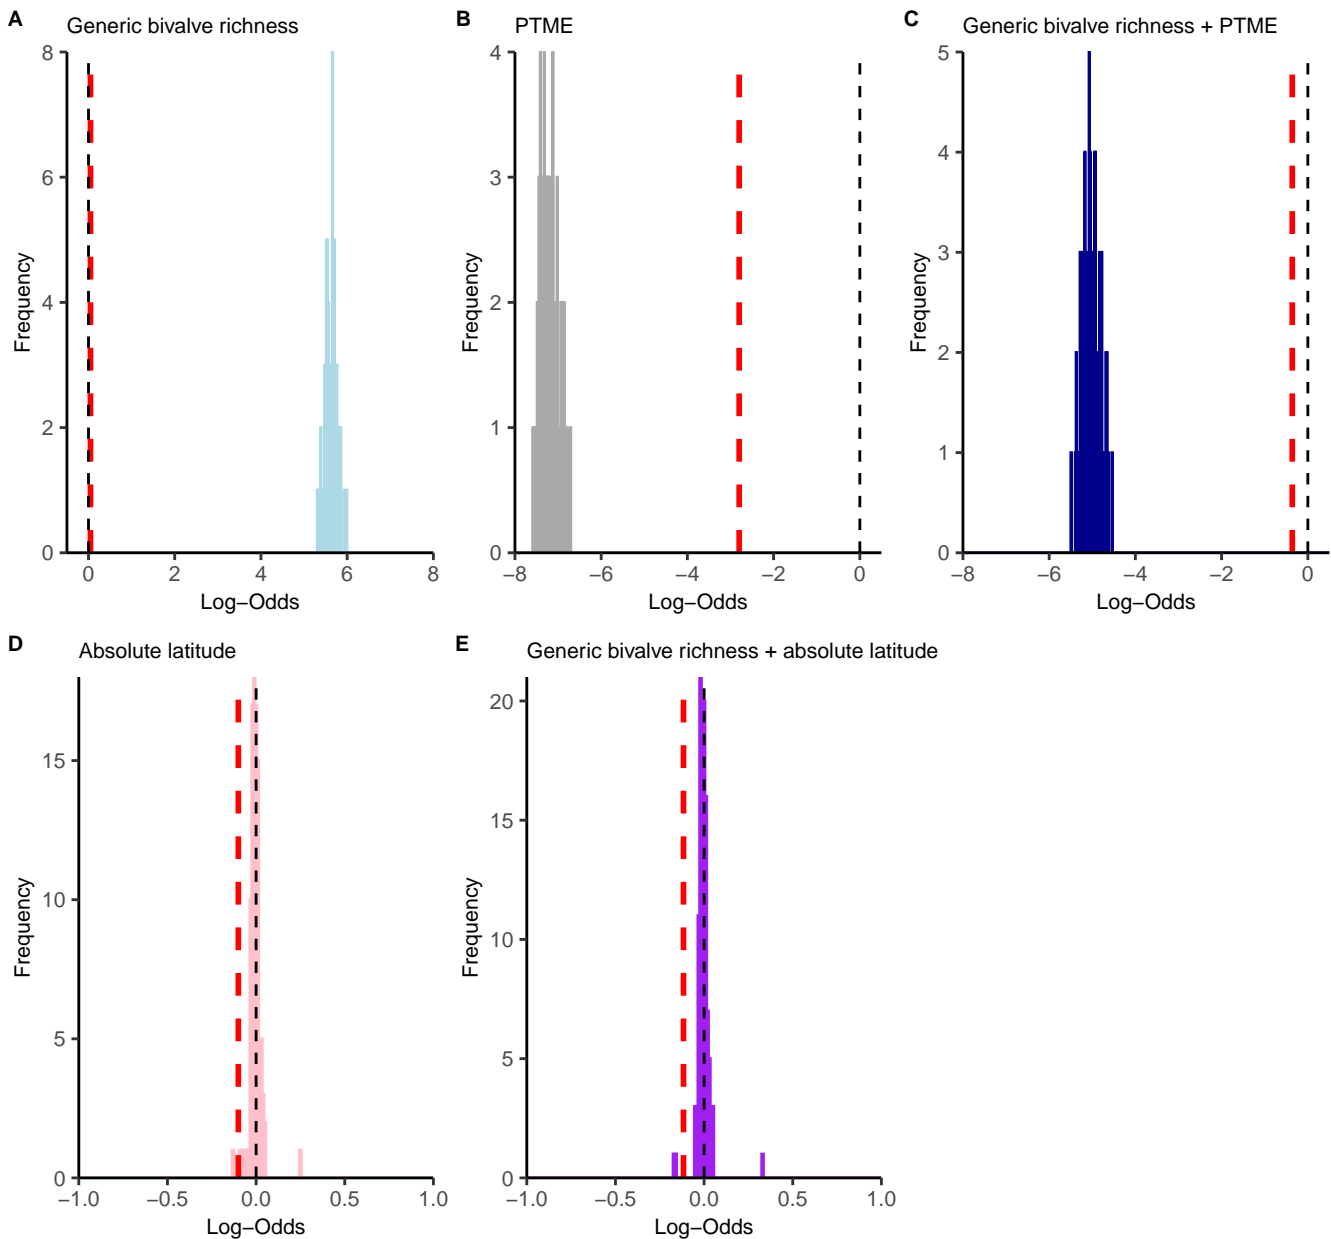 A Generic bivalve richness
8
6
4
2
0
Frequency
0 2 4 6 8
Log−Odds
B PTME
4
3
2
1
0
Frequency
−8 −6 −4 −2 0
Log−Odds
C Generic bivalve richness + PTME
5
4
3
2
1
0
Frequency
−8 −6 −4 −2 0
Log−Odds
D Absolute latitude
15
10
5
0
Frequency
−1.0 −0.5 0.0 0.5 1.0
Log−Odds
E Generic bivalve richness + absolute latitude
20
15
10
5
0
Frequency
−1.0 −0.5 0.0 0.5 1.0
Log−Odds